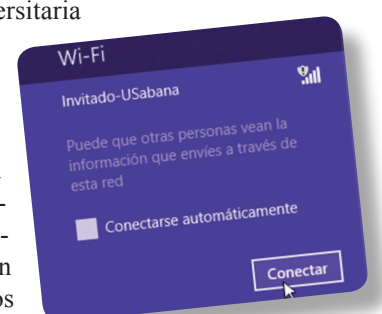 ersitaria
Wi-Fi
Invitado-USabana
Puede que otras personas vean la
información que envíes a través de
esta red
Conectarse automáticamente
Conectar
-
-
n
os